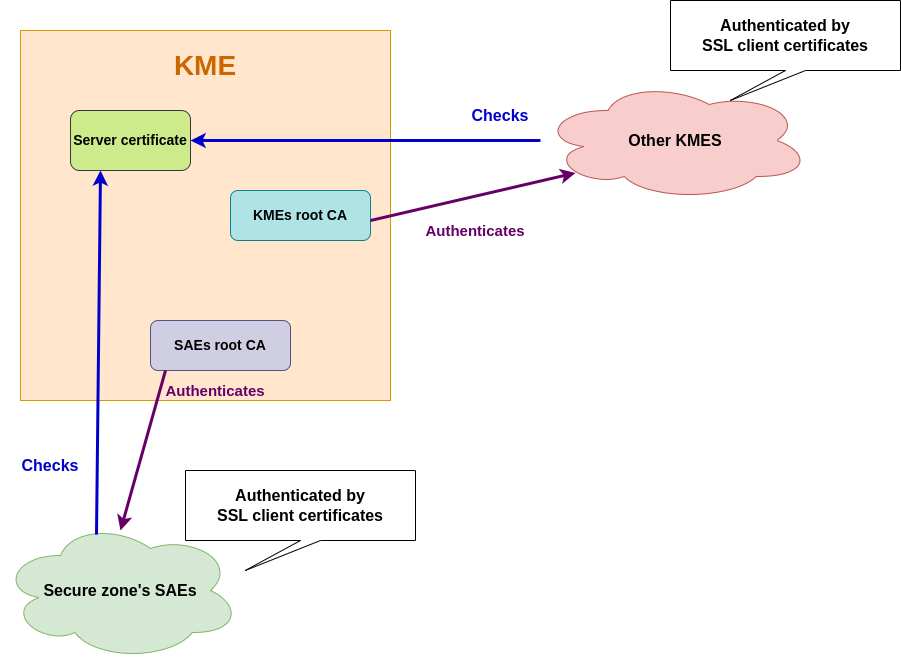 Authenticated by
SSL client certificates
KME
Checks
Server certificate
Other KMES
KMEs root CA
Authenticates
SAEs root CA
Authenticates
Checks
Authenticated by
SSL client certificates
Secure zone's SAEs